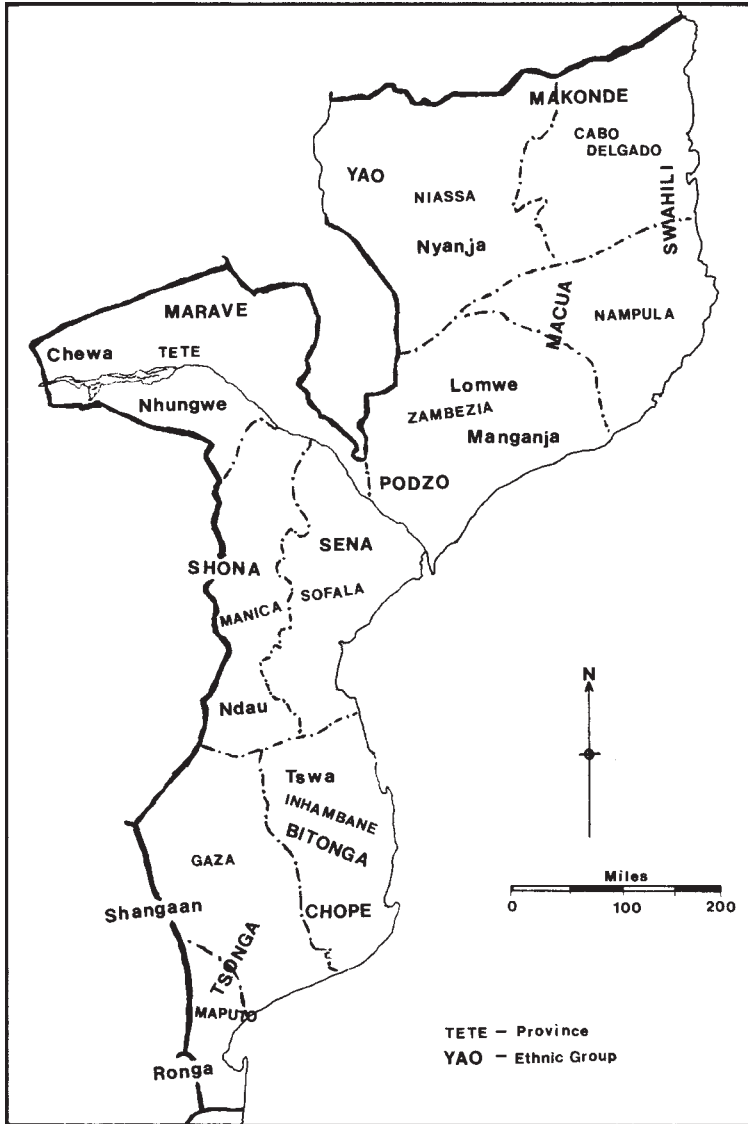 MAKONDE
CABO
DELGADO
YAO
NIASSA
SWIAHILI
Nyanja
MARAVE
MACUA
NAMPULA
Chewa
TETE
Nhungwe
Lomwe
ZAMBEZIA
Manganja
PODZO
SENA
SHONA
SOFALA
MANICA
N
Ndau
Tswa
INHAMBANE
BITONGA
GAZA
Miles
0 100 200
Shangaan
CHOPE
TSONGA
MAPUTO
TETE – Province
YAO – Ethnic Group
Ronga